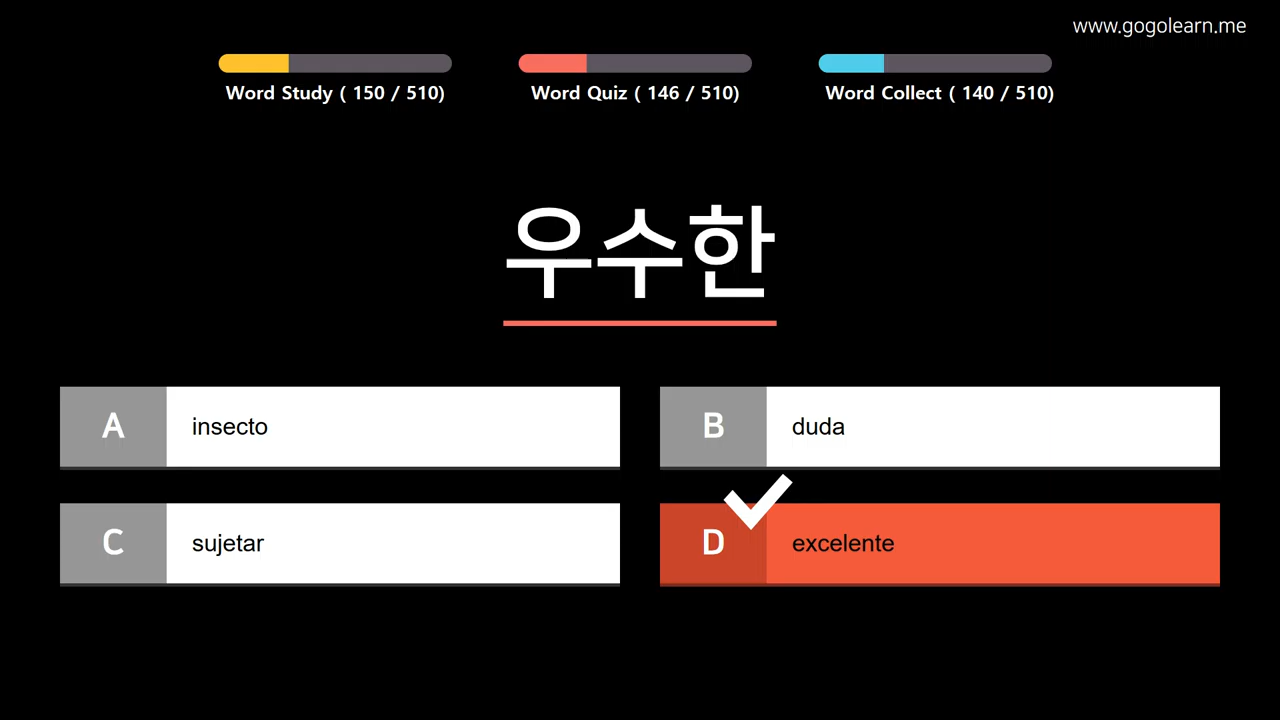 www.gogolearn.me
Word Study ( 150 / 510)
Word Quiz ( 146 / 510)
Word Collect ( 140 / 510)
우수한
A insecto
B duda
C sujetar
D excelente